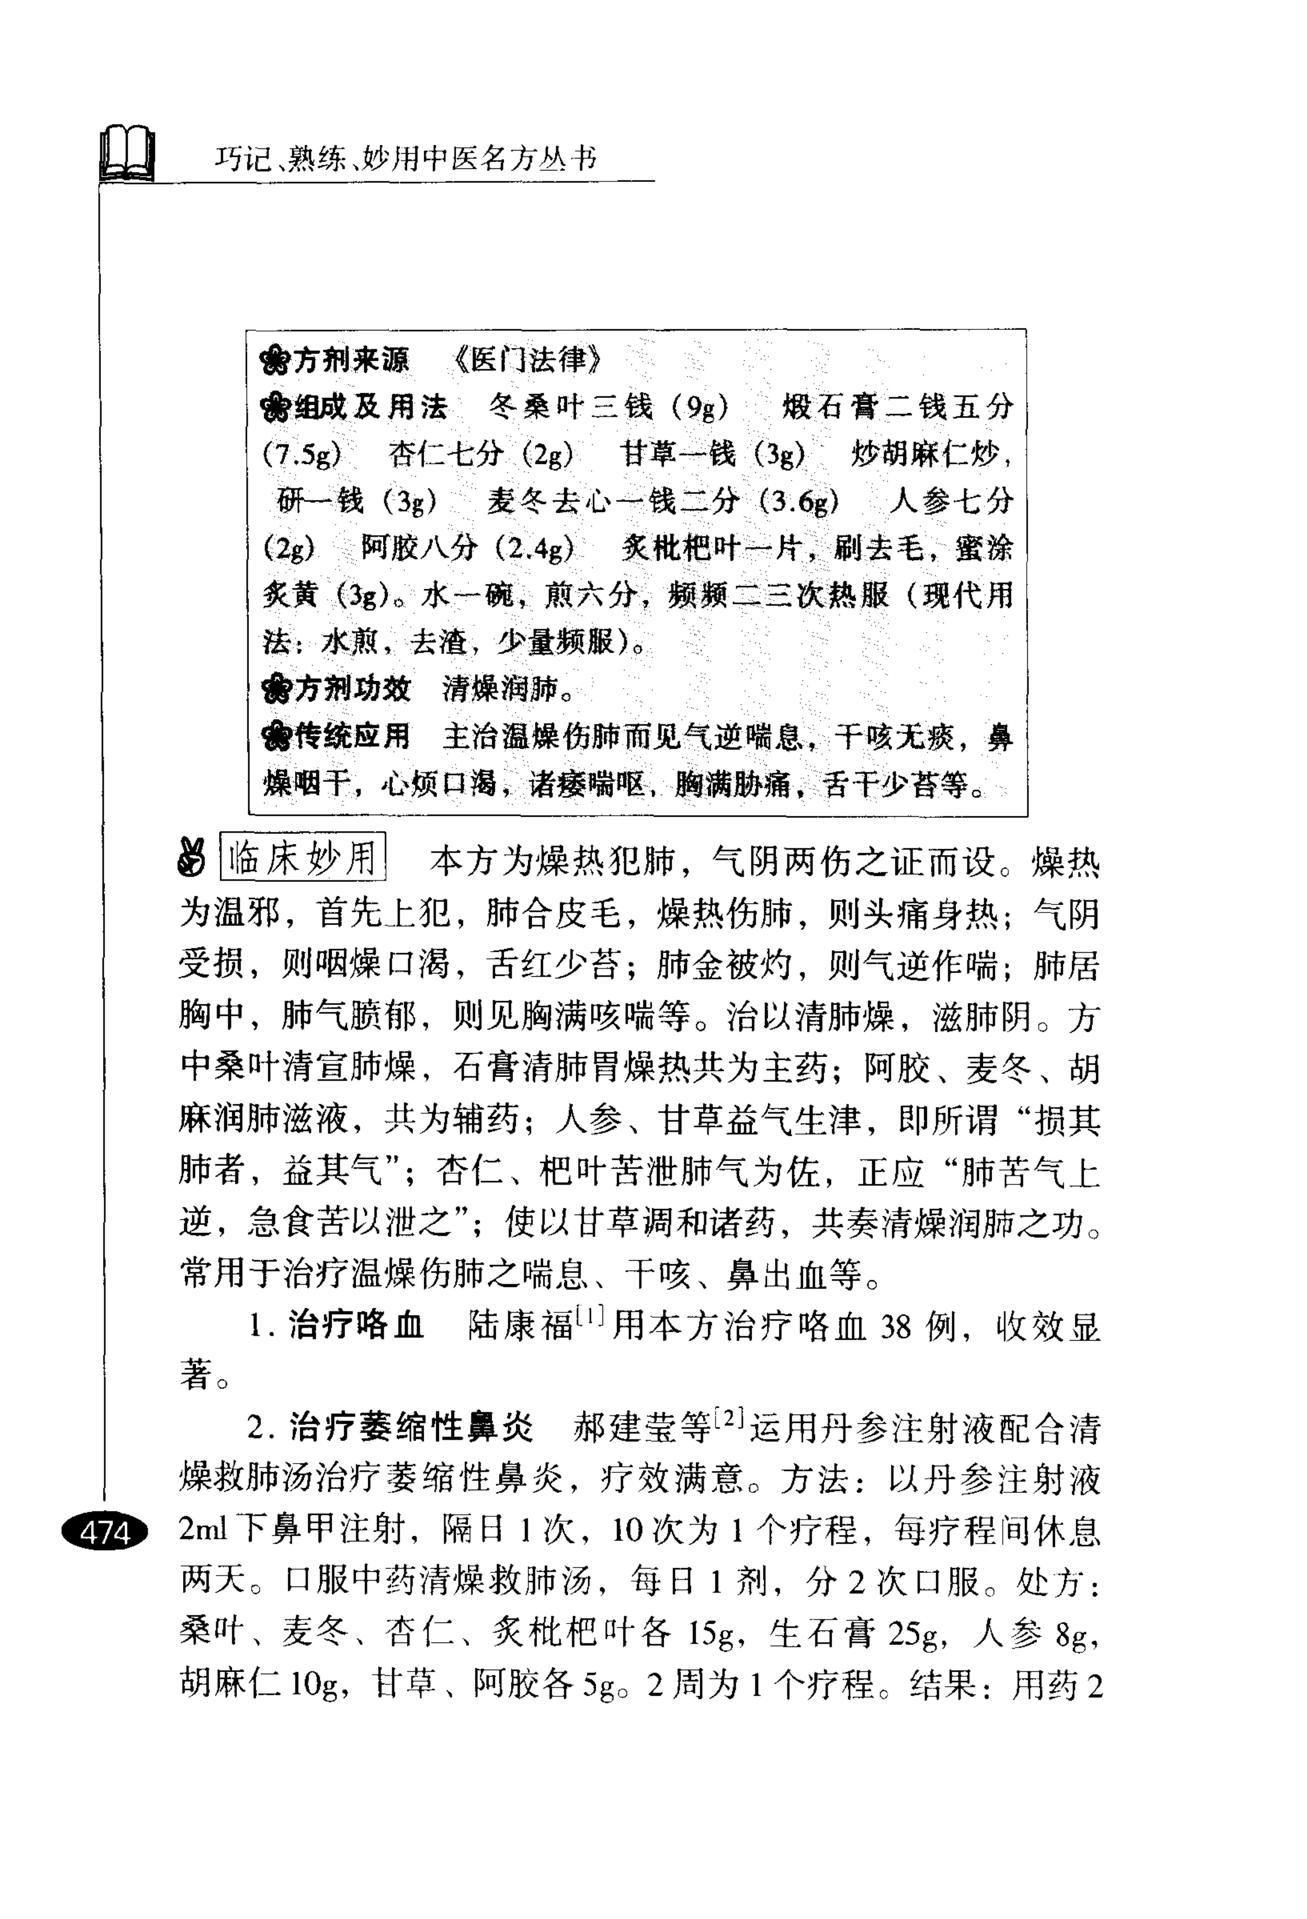 巧记、熟练、妙用中医名方丛书
方剂来源 《医门法律》
组成及用法 冬桑叶三钱（9g） 煅石膏二钱五分
（7.5g） 杏仁七分（2g） 甘草一钱（3g） 炒胡麻仁炒，
研一钱（3g） 麦冬去心一钱二分（3.6g） 人参七分
（2g） 阿胶八分（2.4g） 炙枇杷叶一片，刷去毛，蜜涂
炙黄（3g）。水一碗，煎六分，频频二三次热服（现代用
法：水煎，去渣，少量频服）。
方剂功效 清燥润肺。
传统应用 主治温燥伤肺而见气逆喘息，干咳无痰，鼻
燥咽干，心烦口渴，诸痿喘呕，胸满胁痛，舌干少苔等。
临床妙用 本方为燥热犯肺，气阴两伤之证而设。燥热
为温邪，首先上犯，肺合皮毛，燥热伤肺，则头痛身热；气阴
受损，则咽燥口渴，舌红少苔；肺金被灼，则气逆作喘；肺居
胸中，肺气膹郁，则见胸满咳喘等。治以清肺燥，滋肺阴。方
中桑叶清宣肺燥，石膏清肺胃燥热共为主药；阿胶、麦冬、胡
麻润肺滋液，共为辅药；人参、甘草益气生津，即所谓“损其
肺者，益其气”；杏仁、杷叶苦泄肺气为佐，正应“肺苦气上
逆，急食苦以泄之”；使以甘草调和诸药，共奏清燥润肺之功。
常用于治疗温燥伤肺之喘息、干咳、鼻出血等。
1. 治疗咯血 陆康福[1]用本方治疗咯血 38 例，收效显
著。
2. 治疗萎缩性鼻炎 郝建莹等[2]运用丹参注射液配合清
燥救肺汤治疗萎缩性鼻炎，疗效满意。方法：以丹参注射液
2ml下鼻甲注射，隔日 1 次，10 次为 1 个疗程，每疗程间休息
两天。口服中药清燥救肺汤，每日 1 剂，分 2 次口服。处方：
桑叶、麦冬、杏仁、炙枇杷叶各 15g，生石膏 25g，人参 8g，
胡麻仁 10g，甘草、阿胶各 5g。2 周为 1 个疗程。结果：用药 2
474